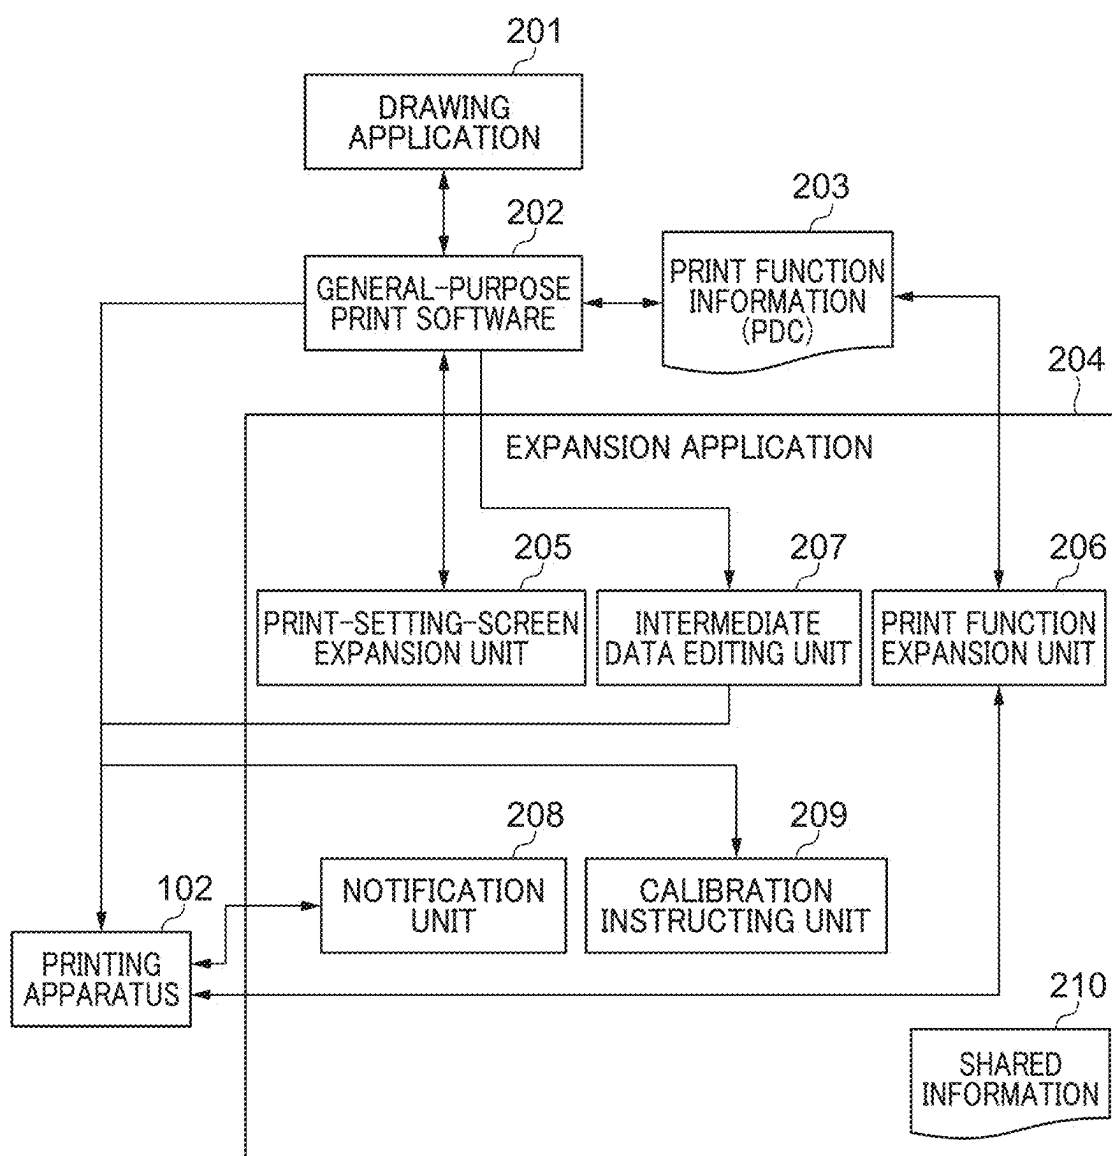 201
DRAWING
APPLICATION
202
GENERAL-PURPOSE
PRINT SOFTWARE
203
PRINT FUNCTION
INFORMATION
(PDC)
204
EXPANSION APPLICATION
205
PRINT-SETTING-SCREEN
EXPANSION UNIT
207
INTERMEDIATE
DATA EDITING UNIT
206
PRINT FUNCTION
EXPANSION UNIT
208
NOTIFICATION
UNIT
209
CALIBRATION
INSTRUCTING UNIT
102
PRINTING
APPARATUS
210
SHARED
INFORMATION